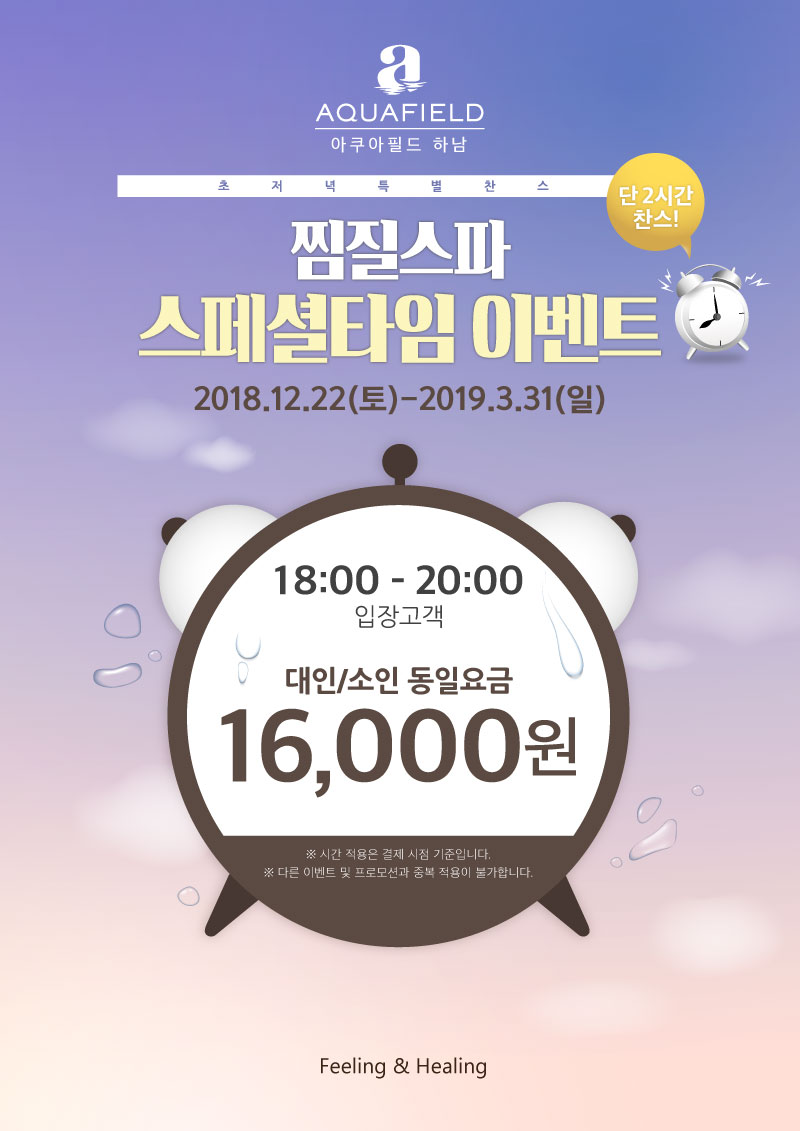 a
AQUAFIELD
아쿠아필드 하남
초저녁특별찬스
단 2시간
찬스!
찜질스파
스페셜타임 이벤트
2018.12.22(토)-2019.3.31(일)
18:00 - 20:00
입장고객
대인/소인 동일요금
16,000원
※ 시간 적용은 결제 시점 기준입니다.
※ 다른 이벤트 및 프로모션과 중복 적용이 불가합니다.
Feeling & Healing